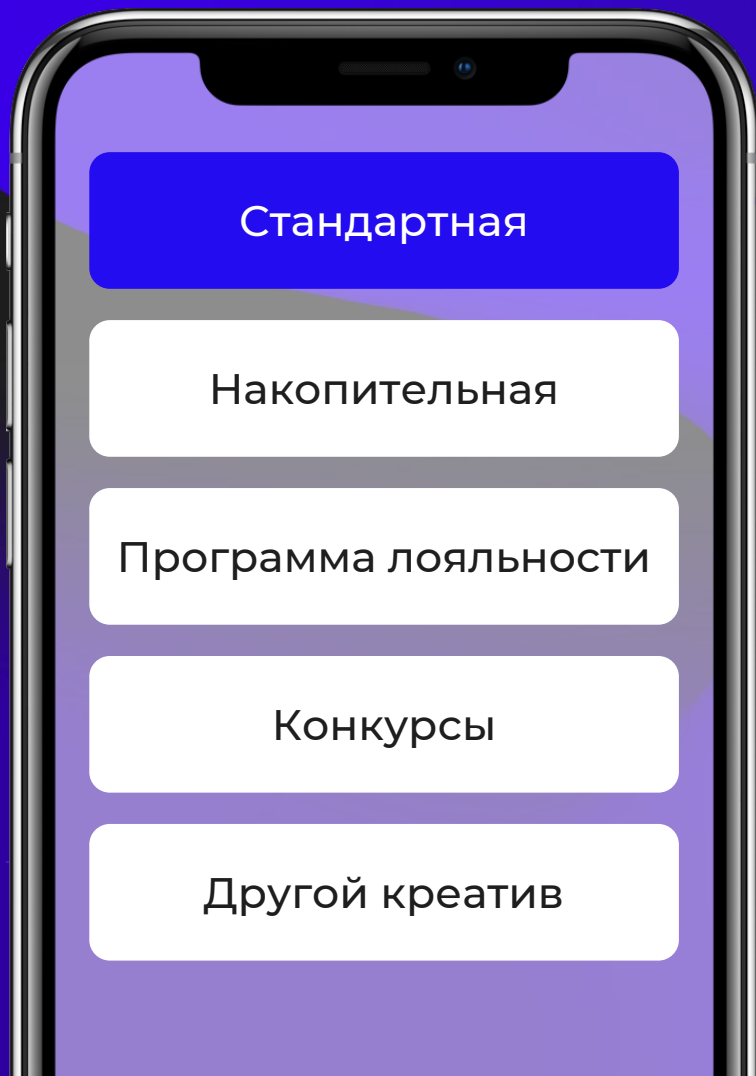 Стандартная
Накопительная
Программа лояльности
Конкурсы
Другой креатив